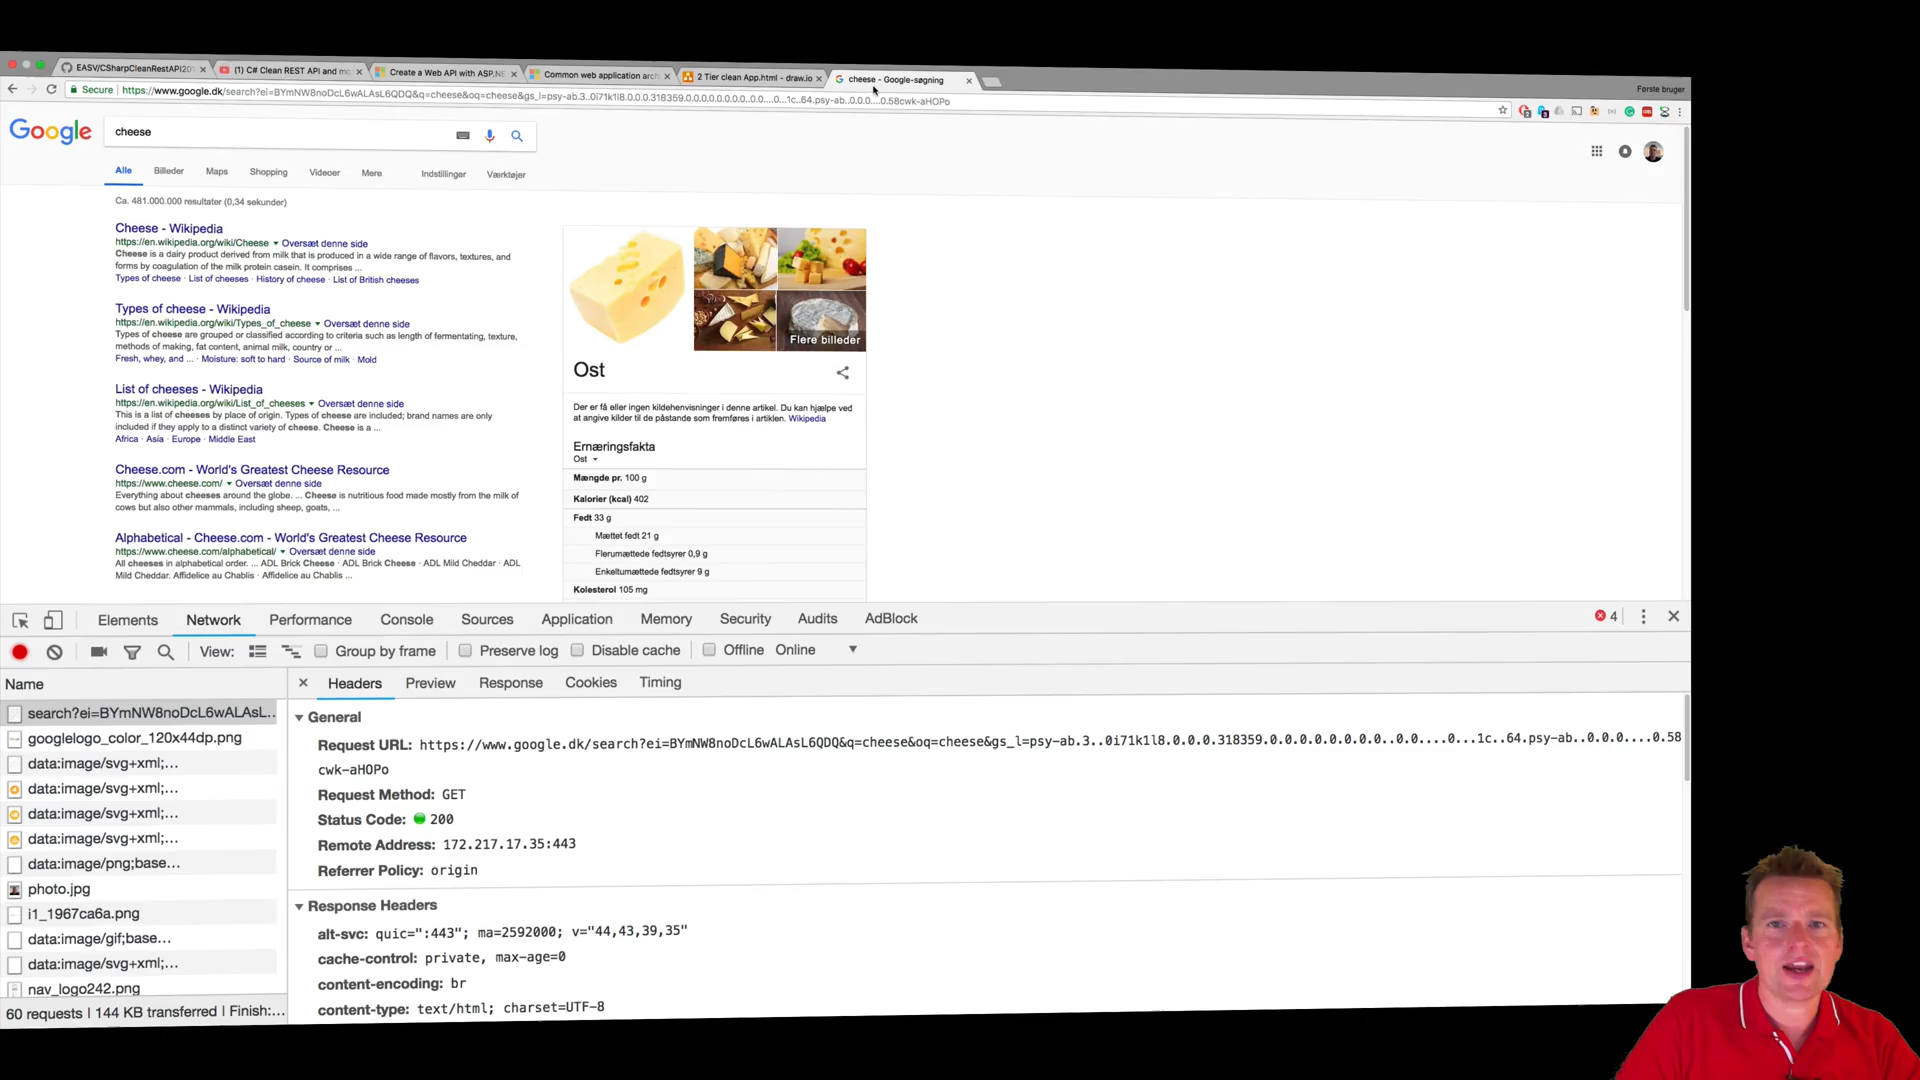 EASV/CSharpCleanRestAPI201
(1) C# Clean REST API and mo
Create a Web API with ASP.NE
Common web application arch
2 Tier clean App.html - draw.io
cheese - Google-søgning
Første bruger
Secure
https://www.google.dk/search?ei=BYmNW8noDcL6wALAsL6QDQ&q=cheese&oq=cheese&gs_l=psy-ab.3..0i71k1l8.0.0.0.318359.0.0.0.0.0.0.0.0..0.0....0...1c..64.psy-ab..0.0.0....0.58cwk-aHOPo
Google
cheese
Alle Billeder Maps Shopping Videoer Mere Indstillinger Værktøjer
Ca. 481.000.000 resultater (0,34 sekunder)
Cheese - Wikipedia
https://en.wikipedia.org/wiki/Cheese Oversæt denne side
Cheese is a dairy product derived from milk that is produced in a wide range of flavors, textures, and
forms by coagulation of the milk protein casein. It comprises ...
Types of cheese · List of cheeses · History of cheese · List of British cheeses
Types of cheese - Wikipedia
https://en.wikipedia.org/wiki/Types_of_cheese Oversæt denne side
Types of cheese are grouped or classified according to criteria such as length of fermenting, texture,
methods of making, fat content, animal milk, country or ...
Fresh, whey, and ... · Moisture: soft to hard · Source of milk · Mold
List of cheeses - Wikipedia
https://en.wikipedia.org/wiki/List_of_cheeses Oversæt denne side
This is a list of cheeses by place of origin. Types of cheese are included; brand names are only
included if they apply to a distinct variety of cheese. Cheese is a ...
Africa · Asia · Europe · Middle East
Cheese.com - World's Greatest Cheese Resource
https://www.cheese.com/ Oversæt denne side
Everything about cheeses around the globe. ... Cheese is nutritious food made mostly from the milk of
cows but also other mammals, including sheep, goats, ...
Alphabetical - Cheese.com - World's Greatest Cheese Resource
https://www.cheese.com/alphabetical/ Oversæt denne side
All cheeses in alphabetical order. ... ADL Brick Cheese · ADL Brick Cheese · ADL Mild Cheddar · ADL
Mild Cheddar. Affidelice au Chablis · Affidelice au Chablis ...
Flere billeder
Ost
Der er få eller ingen kildehenvisninger i denne artikel. Du kan hjælpe ved
at angive kilder til de påstande som fremføres i artiklen. Wikipedia
Ernæringsfakta
Ost
Mængde pr. 100 g
Kalorier (kcal) 402
Fedt 33 g
Mættet fedt 21 g
Flerumættede fedtsyrer 0,9 g
Enkeltumættede fedtsyrer 9 g
Kolesterol 105 mg
Elements Network Performance Console Sources Application Memory Security Audits AdBlock 4
View: Group by frame Preserve log Disable cache Offline Online
Name
search?ei=BYmNW8noDcL6wALAsL..
googlelogo_color_120x44dp.png
data:image/svg+xml;...
data:image/svg+xml;...
data:image/svg+xml;...
data:image/svg+xml;...
data:image/png;base...
photo.jpg
i1_1967ca6a.png
data:image/gif;base...
data:image/svg+xml;...
nav_logo242.png
60 requests | 144 KB transferred | Finish:...
Headers Preview Response Cookies Timing
General
Request URL: https://www.google.dk/search?ei=BYmNW8noDcL6wALAsL6QDQ&q=cheese&oq=cheese&gs_l=psy-ab.3..0i71k1l8.0.0.0.318359.0.0.0.0.0.0.0.0..0.0....0...1c..64.psy-ab..0.0.0....0.58
cwk-aHOPo
Request Method: GET
Status Code: 200
Remote Address: 172.217.17.35:443
Referrer Policy: origin
Response Headers
alt-svc: quic=":443"; ma=2592000; v="44,43,39,35"
cache-control: private, max-age=0
content-encoding: br
content-type: text/html; charset=UTF-8